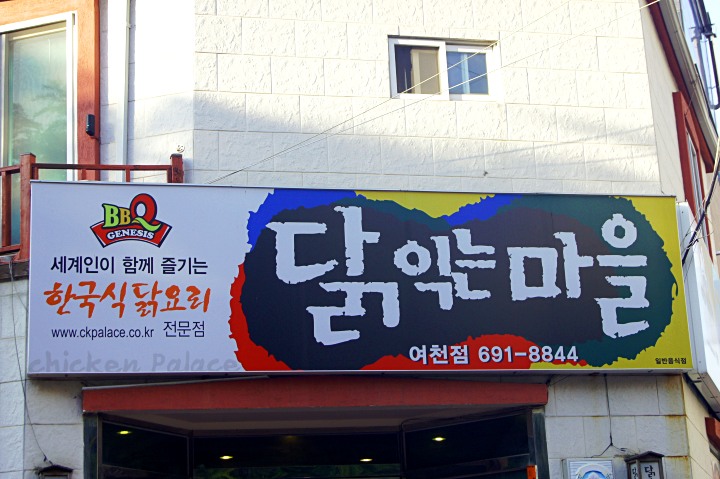 BBQ
GENESIS
세계인이 함께 즐기는
한국식닭요리
www.ckpalace.co.kr 전문점
chicken Palace
닭익는마을
여천점 691-8844
일반음식점
닭